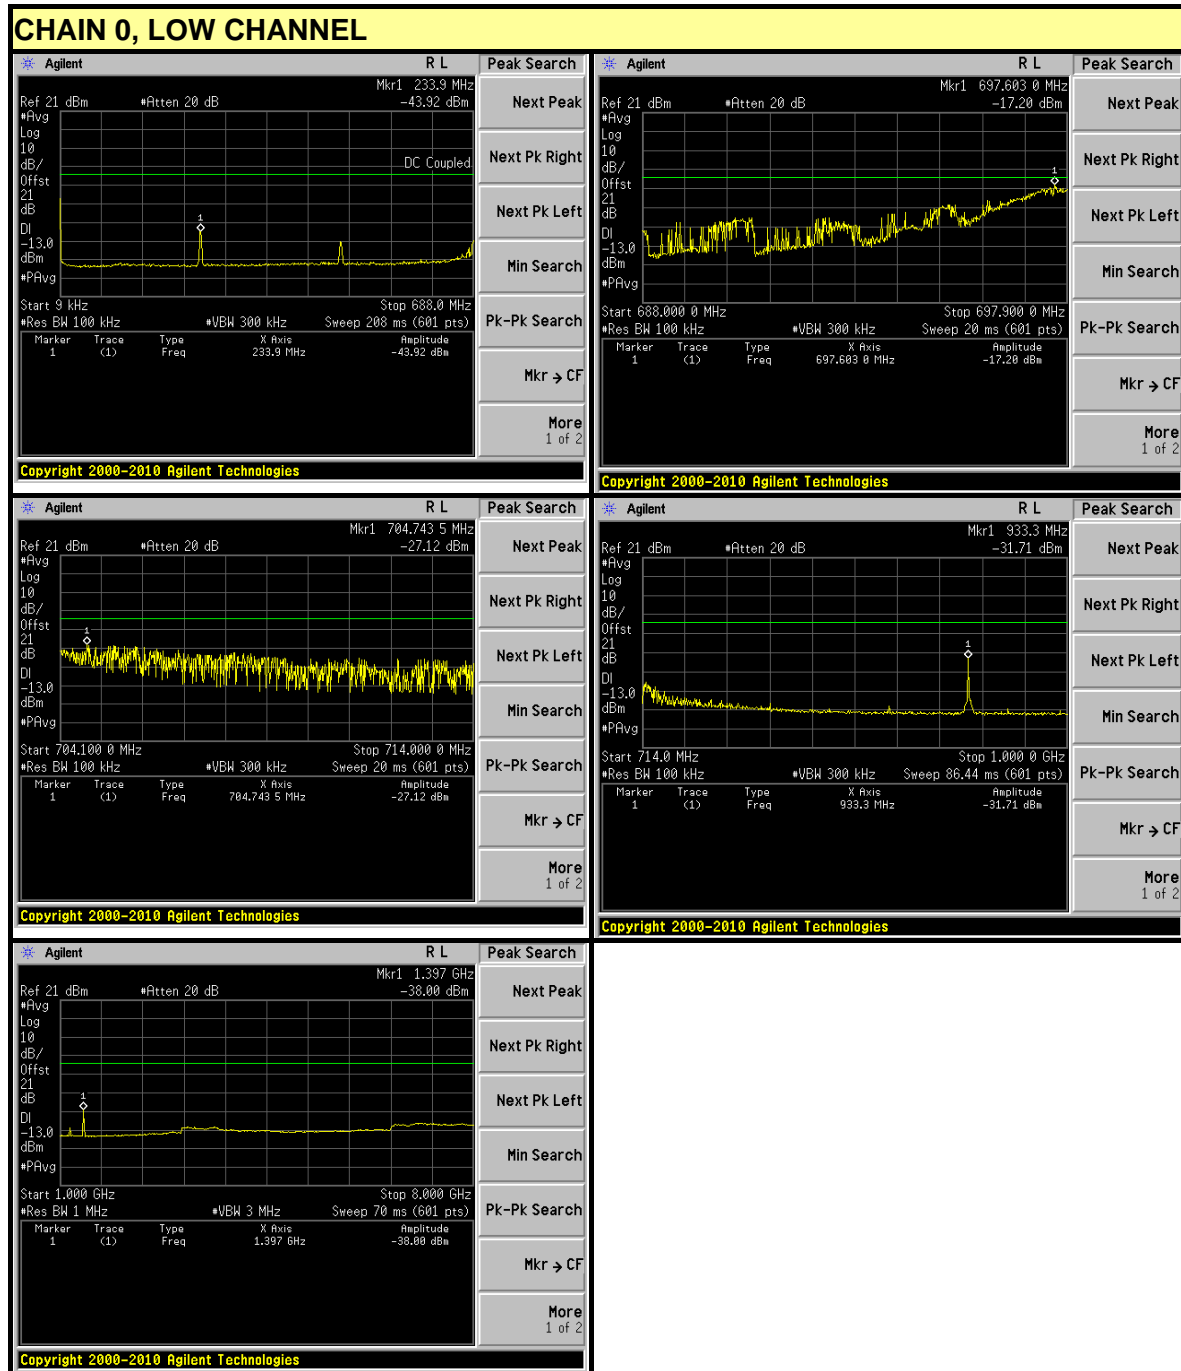 CHAIN 0, LOW CHANNEL
Agilent R L Peak Search
Mkr1 233.9 MHz
Ref 21 dBm #Atten 20 dB -43.92 dBm
#Avg
Log
10
dB/
Offst
21
dB
DI
-13.0
dBm
#PAvg
DC Coupled
1
Start 9 kHz Stop 688.0 MHz
#Res BW 100 kHz #VBW 300 kHz Sweep 208 ms (601 pts)
Marker Trace Type X Axis Amplitude
1 (1) Freq 233.9 MHz -43.92 dBm
Next Peak
Next Pk Right
Next Pk Left
Min Search
Pk-Pk Search
Mkr → CF
More
1 of 2
Copyright 2000-2010 Agilent Technologies
Agilent R L Peak Search
Mkr1 697.603 0 MHz
Ref 21 dBm #Atten 20 dB -17.20 dBm
#Avg
Log
10
dB/
Offst
21
dB
DI
-13.0
dBm
#PAvg
1
Start 688.000 0 MHz Stop 697.900 0 MHz
#Res BW 100 kHz #VBW 300 kHz Sweep 20 ms (601 pts)
Marker Trace Type X Axis Amplitude
1 (1) Freq 697.603 0 MHz -17.20 dBm
Next Peak
Next Pk Right
Next Pk Left
Min Search
Pk-Pk Search
Mkr → CF
More
1 of 2
Copyright 2000-2010 Agilent Technologies
Agilent R L Peak Search
Mkr1 704.743 5 MHz
Ref 21 dBm #Atten 20 dB -27.12 dBm
#Avg
Log
10
dB/
Offst
21
dB
DI
-13.0
dBm
#PAvg
1
Start 704.100 0 MHz Stop 714.000 0 MHz
#Res BW 100 kHz #VBW 300 kHz Sweep 20 ms (601 pts)
Marker Trace Type X Axis Amplitude
1 (1) Freq 704.743 5 MHz -27.12 dBm
Next Peak
Next Pk Right
Next Pk Left
Min Search
Pk-Pk Search
Mkr → CF
More
1 of 2
Copyright 2000-2010 Agilent Technologies
Agilent R L Peak Search
Mkr1 933.3 MHz
Ref 21 dBm #Atten 20 dB -31.71 dBm
#Avg
Log
10
dB/
Offst
21
dB
DI
-13.0
dBm
#PAvg
1
Start 714.0 MHz Stop 1.000 0 GHz
#Res BW 100 kHz #VBW 300 kHz Sweep 86.44 ms (601 pts)
Marker Trace Type X Axis Amplitude
1 (1) Freq 933.3 MHz -31.71 dBm
Next Peak
Next Pk Right
Next Pk Left
Min Search
Pk-Pk Search
Mkr → CF
More
1 of 2
Copyright 2000-2010 Agilent Technologies
Agilent R L Peak Search
Mkr1 1.397 GHz
Ref 21 dBm #Atten 20 dB -38.00 dBm
#Avg
Log
10
dB/
Offst
21
dB
DI
-13.0
dBm
#PAvg
1
Start 1.000 GHz Stop 8.000 GHz
#Res BW 1 MHz #VBW 3 MHz Sweep 70 ms (601 pts)
Marker Trace Type X Axis Amplitude
1 (1) Freq 1.397 GHz -38.00 dBm
Next Peak
Next Pk Right
Next Pk Left
Min Search
Pk-Pk Search
Mkr → CF
More
1 of 2
Copyright 2000-2010 Agilent Technologies